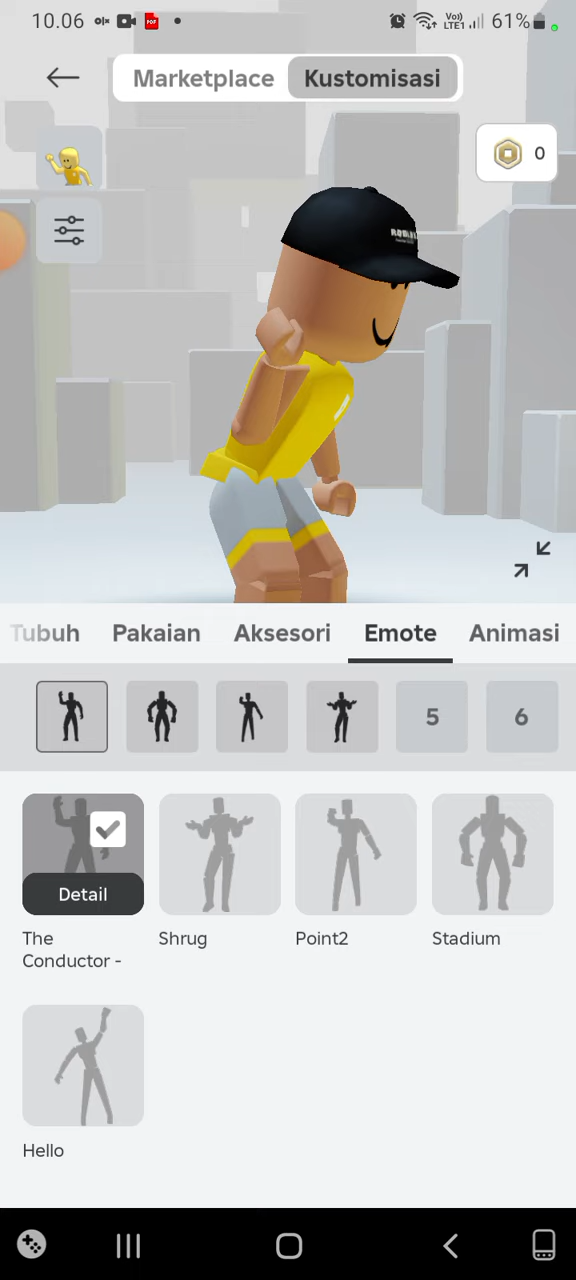 10.06 61%
Marketplace Kustomisasi
0
ROBLOX
Tubuh Pakaian Aksesori Emote Animasi
5 6
Detail
The Shrug Point2 Stadium
Conductor -
Hello